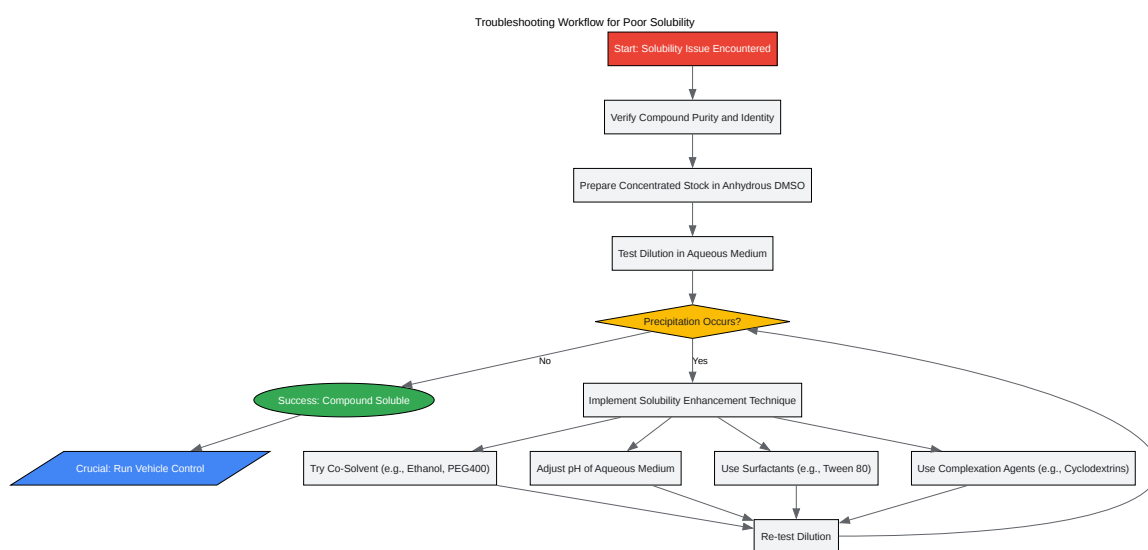 Troubleshooting Workflow for Poor Solubility
Start: Solubility Issue Encountered
Verify Compound Purity and Identity
Prepare Concentrated Stock in Anhydrous DMSO
Test Dilution in Aqueous Medium
Precipitation Occurs?
No
Yes
Success: Compound Soluble
Implement Solubility Enhancement Technique
Crucial: Run Vehicle Control
Try Co-Solvent (e.g., Ethanol, PEG400)
Adjust pH of Aqueous Medium
Use Surfactants (e.g., Tween 80)
Use Complexation Agents (e.g., Cyclodextrins)
Re-test Dilution